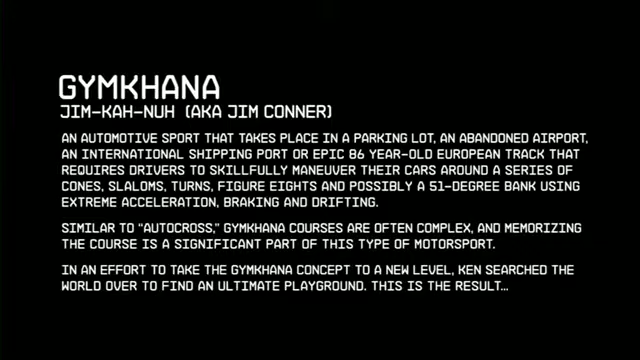 GYMKHANA
JIM-KAH-NUH (AKA JIM CONNER)
AN AUTOMOTIVE SPORT THAT TAKES PLACE IN A PARKING LOT, AN ABANDONED AIRPORT,
AN INTERNATIONAL SHIPPING PORT OR EPIC 86 YEAR-OLD EUROPEAN TRACK THAT
REQUIRES DRIVERS TO SKILLFULLY MANEUVER THEIR CARS AROUND A SERIES OF
CONES, SLALOMS, TURNS, FIGURE EIGHTS AND POSSIBLY A 51-DEGREE BANK USING
EXTREME ACCELERATION, BRAKING AND DRIFTING.
SIMILAR TO “AUTOCROSS,” GYMKHANA COURSES ARE OFTEN COMPLEX, AND MEMORIZING
THE COURSE IS A SIGNIFICANT PART OF THIS TYPE OF MOTORSPORT.
IN AN EFFORT TO TAKE THE GYMKHANA CONCEPT TO A NEW LEVEL, KEN SEARCHED THE
WORLD OVER TO FIND AN ULTIMATE PLAYGROUND. THIS IS THE RESULT...